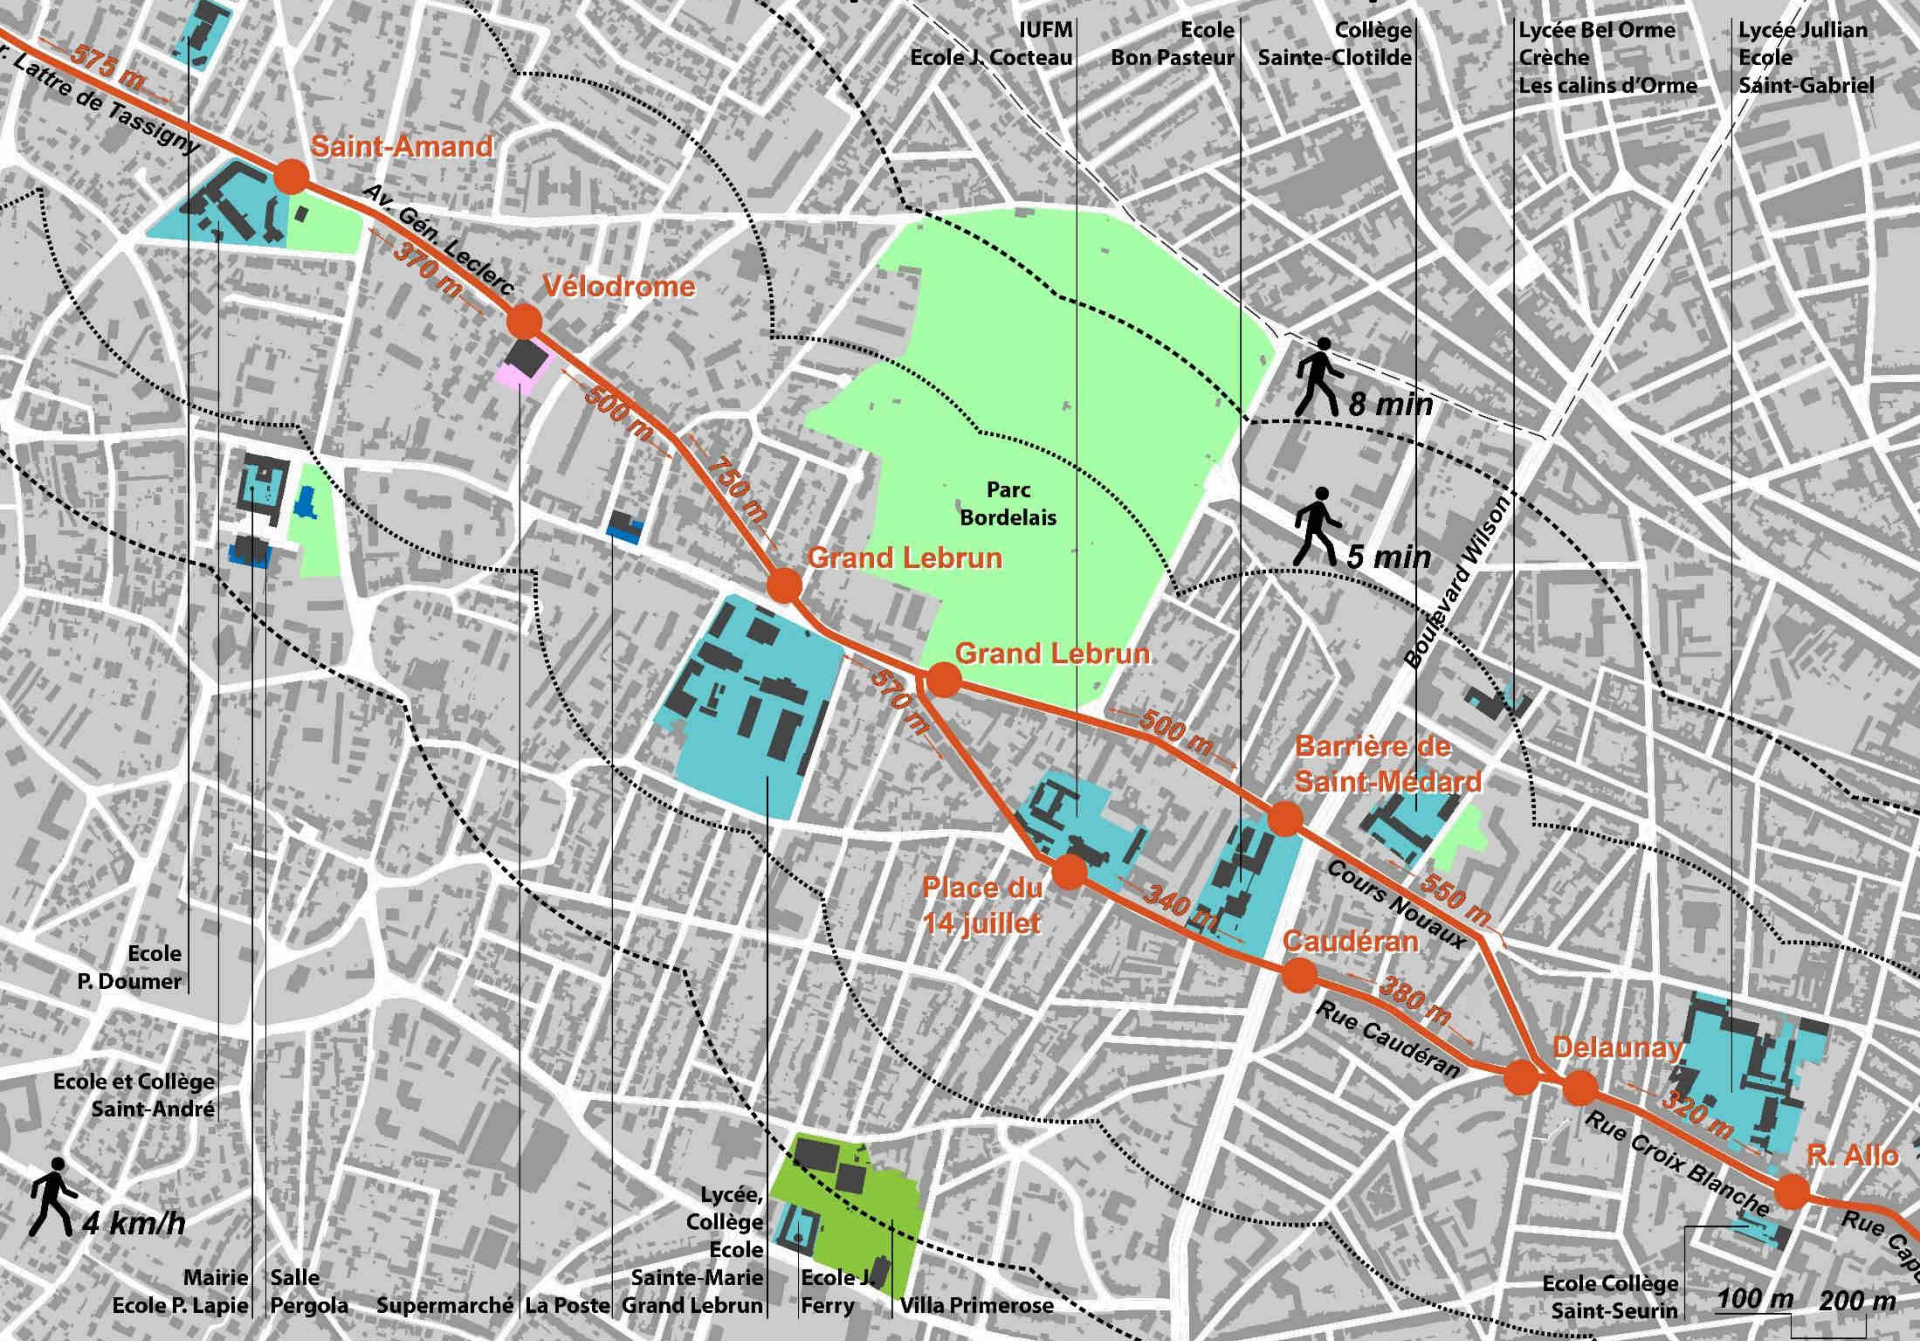 IUFM
Ecole J. Cocteau
Ecole
Bon Pasteur
Collège
Sainte-Clotilde
Lycée Bel Orme
Crèche
Les calins d'Orme
Lycée Jullian
Ecole
Saint-Gabriel
575 m
r. Lattre de Tassigny
Saint-Amand
Av. Gén. Leclerc
370 m
Vélodrome
500 m
750 m
8 min
5 min
Parc
Bordelais
Boulevard Wilson
Grand Lebrun
Grand Lebrun
570 m
500 m
Barrière de
Saint-Médard
Place du
14 juillet
340 m
Cours Nouaux
550 m
Caudéran
380 m
Rue Caudéran
Delaunay
320 m
Rue Croix Blanche
R. Allo
Rue Cap
Ecole
P. Doumer
Ecole et Collège
Saint-André
4 km/h
Mairie
Ecole P. Lapie
Salle
Pergola
Supermarché
La Poste
Lycée,
Collège
Ecole
Sainte-Marie
Grand Lebrun
Ecole J.
Ferry
Villa Primerose
Ecole Collège
Saint-Seurin
100 m
200 m